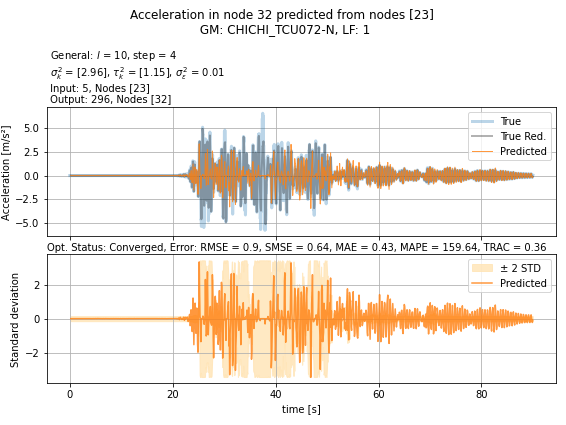 Acceleration in node 32 predicted from nodes [23]
GM: CHICHI_TCU072-N, LF: 1
General: l = 10, step = 4
σ²ₖ = [2.96], τ²ₖ = [1.15], σ²_ε = 0.01
Input: 5, Nodes [23]
Output: 296, Nodes [32]
Acceleration [m/s²]
5.0
2.5
0.0
−2.5
−5.0
True
True Red.
Predicted
Opt. Status: Converged, Error: RMSE = 0.9, SMSE = 0.64, MAE = 0.43, MAPE = 159.64, TRAC = 0.36
Standard deviation
2
0
−2
± 2 STD
Predicted
0 20 40 60 80
time [s]